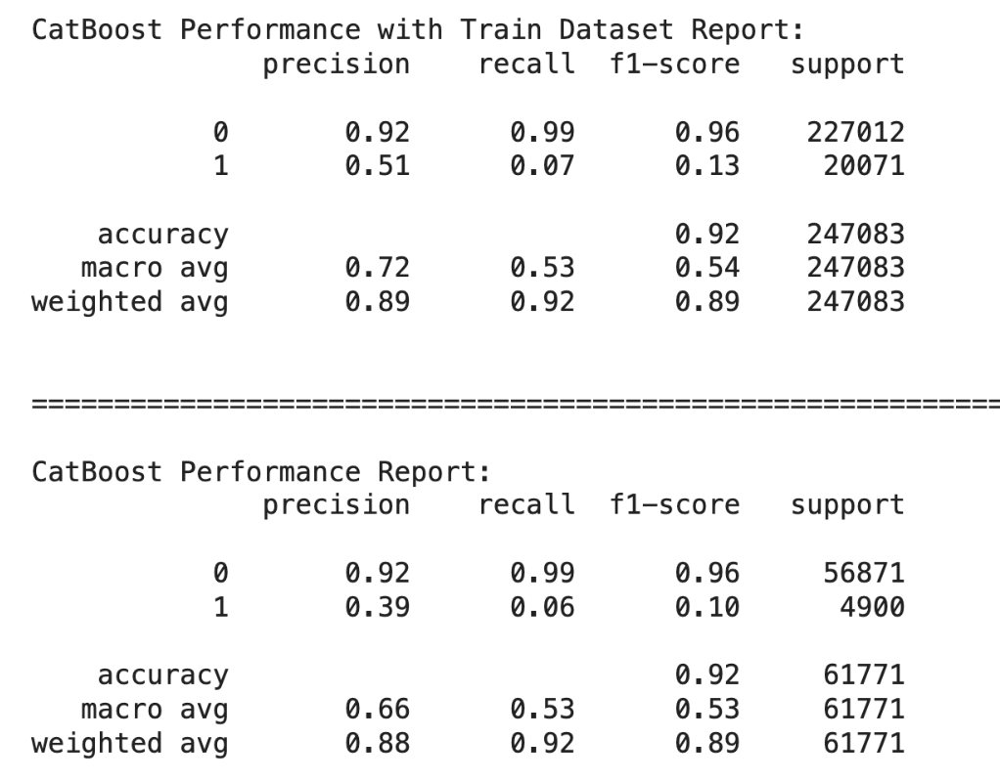 CatBoost Performance with Train Dataset Report:
precision recall f1-score support
0 0.92 0.99 0.96 227012
1 0.51 0.07 0.13 20071
accuracy 0.92 247083
macro avg 0.72 0.53 0.54 247083
weighted avg 0.89 0.92 0.89 247083
===========================================================
CatBoost Performance Report:
precision recall f1-score support
0 0.92 0.99 0.96 56871
1 0.39 0.06 0.10 4900
accuracy 0.92 61771
macro avg 0.66 0.53 0.53 61771
weighted avg 0.88 0.92 0.89 61771